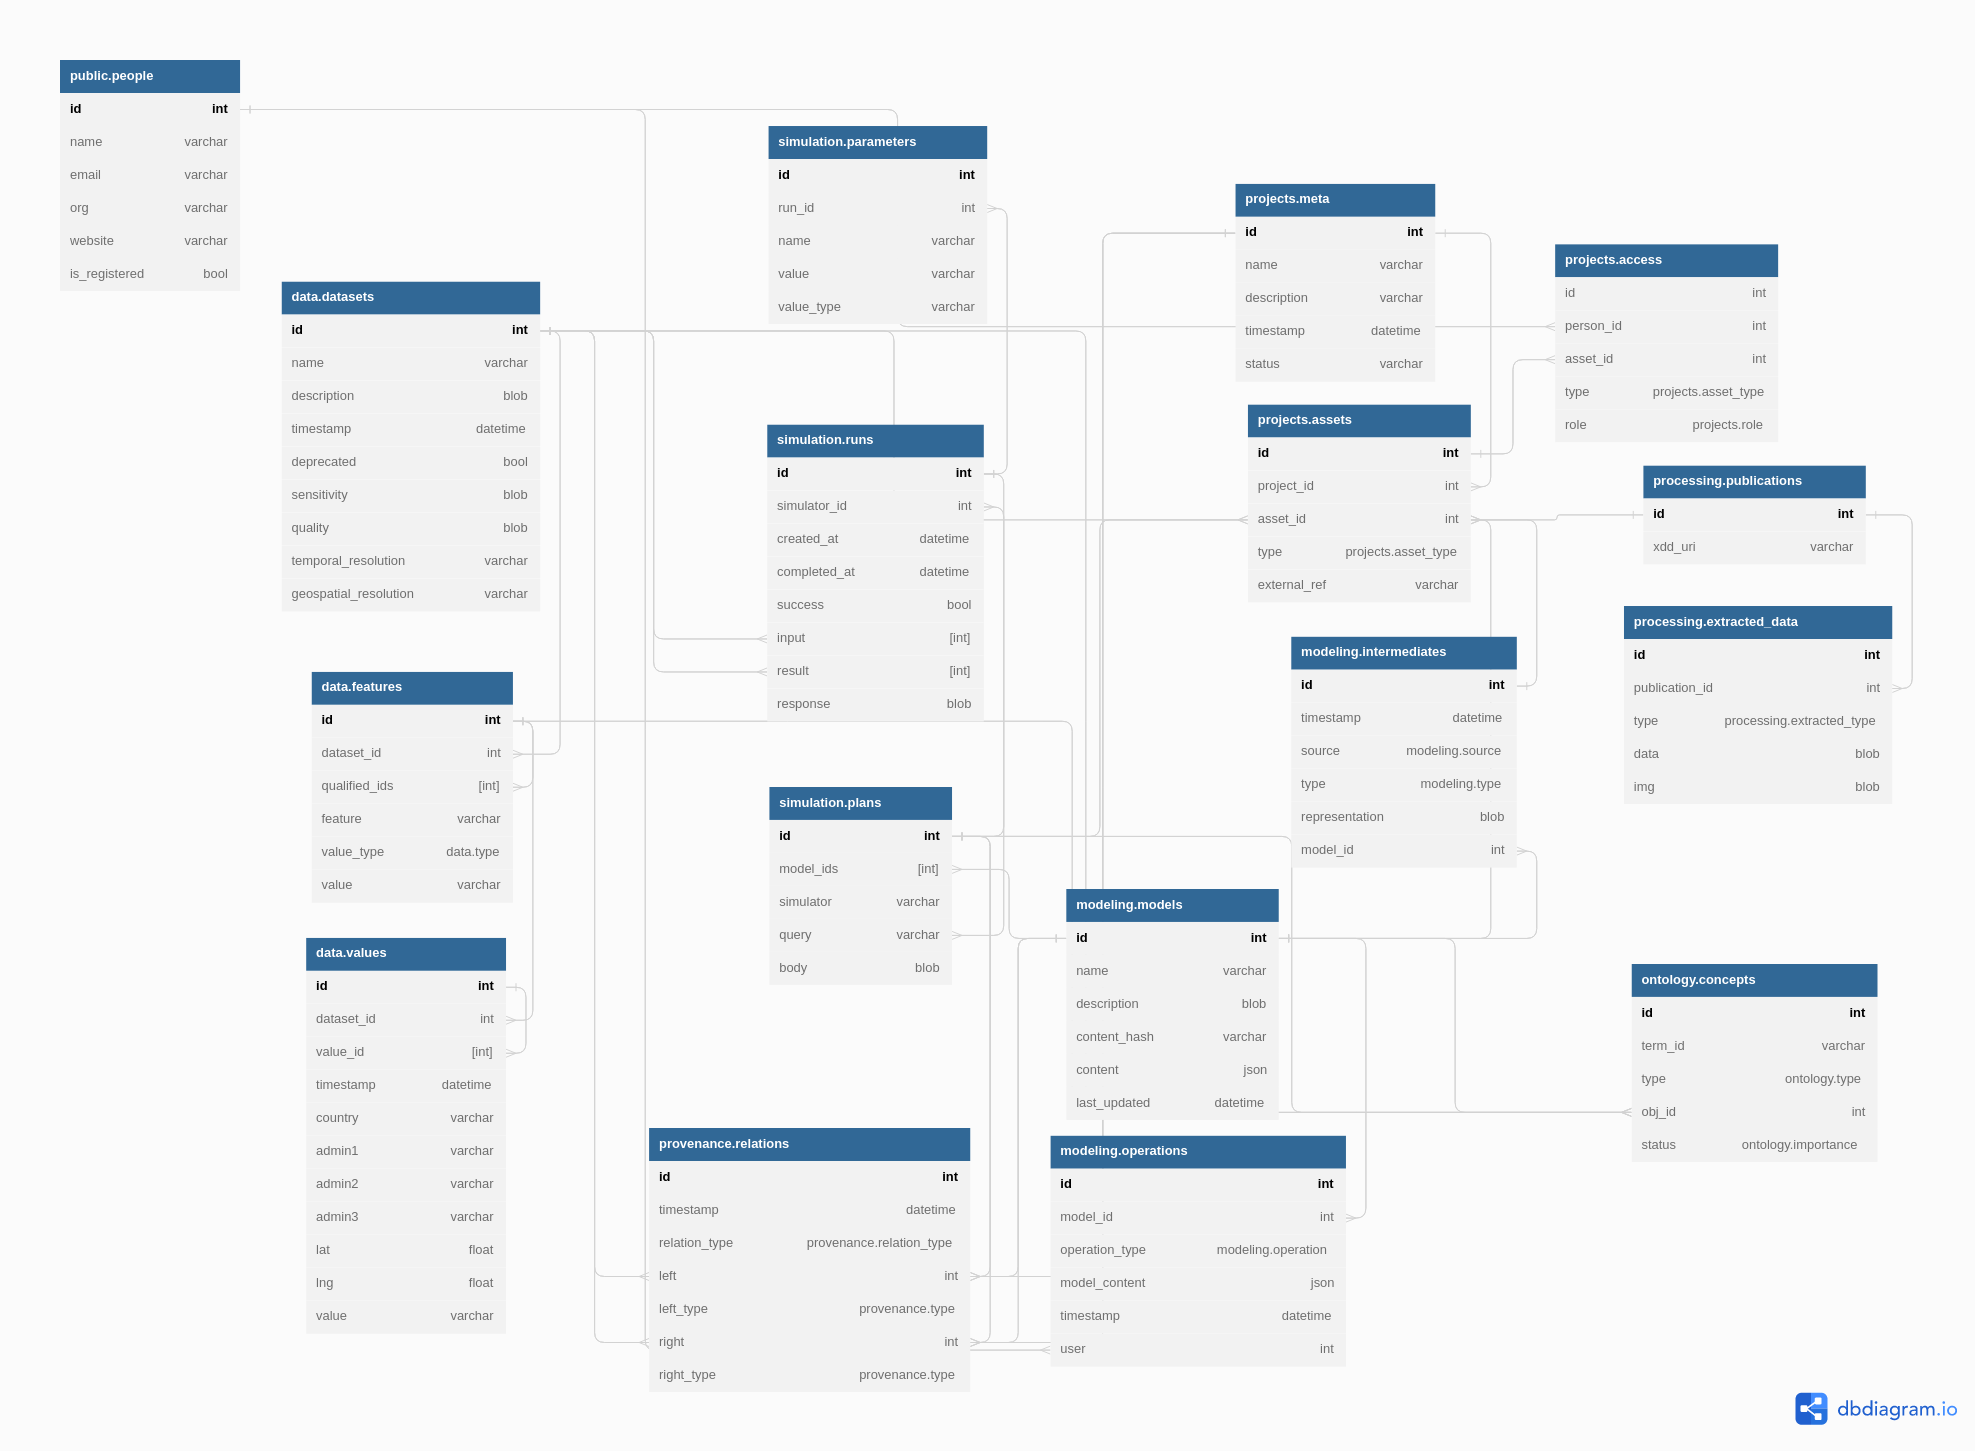 public.people
id int
name varchar
email varchar
org varchar
website varchar
is_registered bool
simulation.parameters
id int
run_id int
name varchar
value varchar
value_type varchar
projects.meta
id int
name varchar
description varchar
timestamp datetime
status varchar
projects.access
id int
person_id int
asset_id int
type projects.asset_type
role projects.role
data.datasets
id int
name varchar
description blob
timestamp datetime
deprecated bool
sensitivity blob
quality blob
temporal_resolution varchar
geospatial_resolution varchar
simulation.runs
id int
simulator_id int
created_at datetime
completed_at datetime
success bool
input [int]
result [int]
response blob
projects.assets
id int
project_id int
asset_id int
type projects.asset_type
external_ref varchar
processing.publications
id int
xdd_uri varchar
processing.extracted_data
id int
publication_id int
type processing.extracted_type
data blob
img blob
data.features
id int
dataset_id int
qualified_ids [int]
feature varchar
value_type data.type
value varchar
simulation.plans
id int
model_ids [int]
simulator varchar
query varchar
body blob
modeling.intermediates
id int
timestamp datetime
source modeling.source
type modeling.type
representation blob
model_id int
modeling.models
id int
name varchar
description blob
content_hash varchar
content json
last_updated datetime
data.values
id int
dataset_id int
value_id [int]
timestamp datetime
country varchar
admin1 varchar
admin2 varchar
admin3 varchar
lat float
lng float
value varchar
ontology.concepts
id int
term_id varchar
type ontology.type
obj_id int
status ontology.importance
provenance.relations
id int
timestamp datetime
relation_type provenance.relation_type
left int
left_type provenance.type
right int
right_type provenance.type
modeling.operations
id int
model_id int
operation_type modeling.operation
model_content json
timestamp datetime
user int
dbdiagram.io